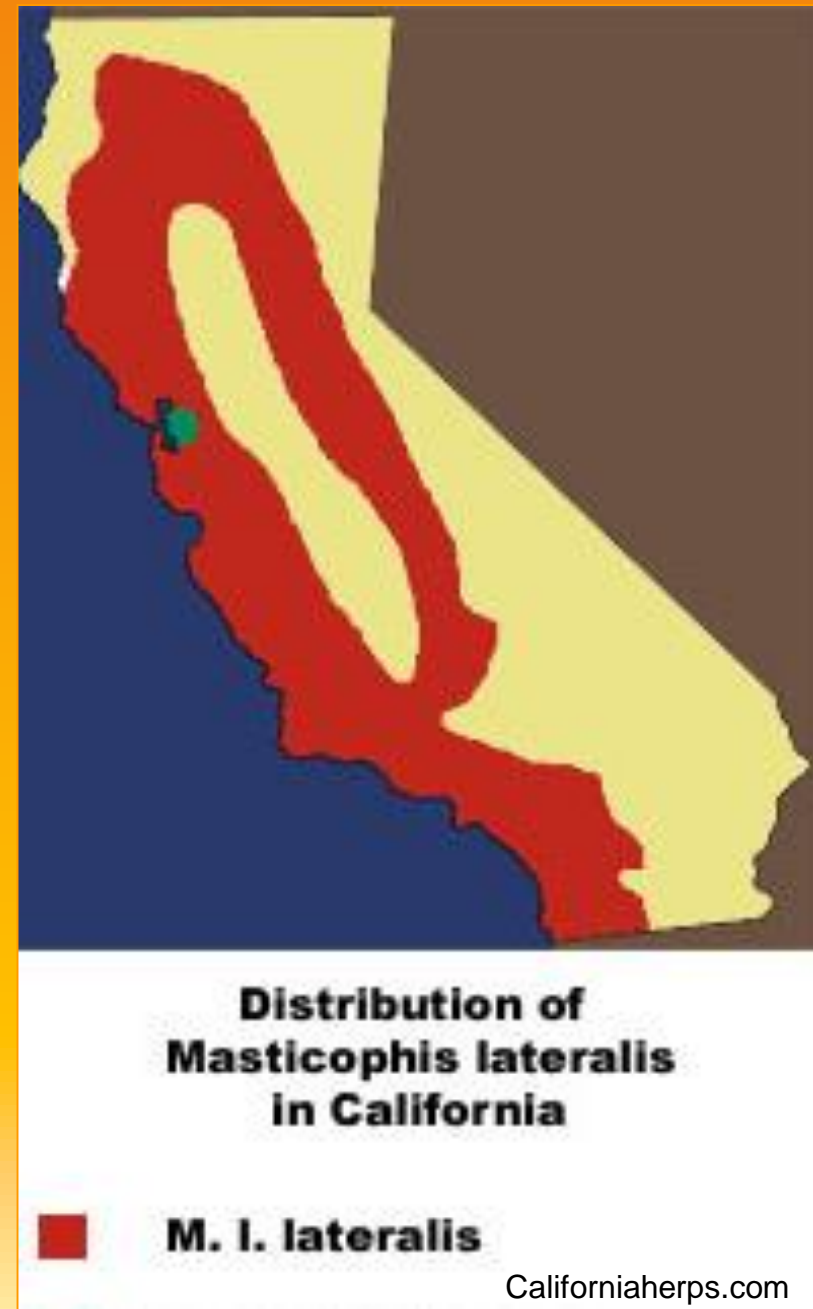 Distribution of
Masticophis lateralis
in California
M. l. lateralis
Californiaherps.com